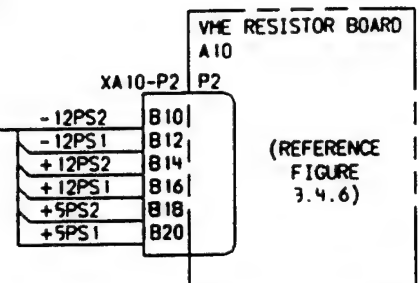 VME RESISTOR BOARD
A10
XA10-P2 P2
-12PS2 B10
-12PS1 B12
+12PS2 B14
+12PS1 B16
+5PS2 B18
+5PS1 B20
(REFERENCE
FIGURE
3.4.6)